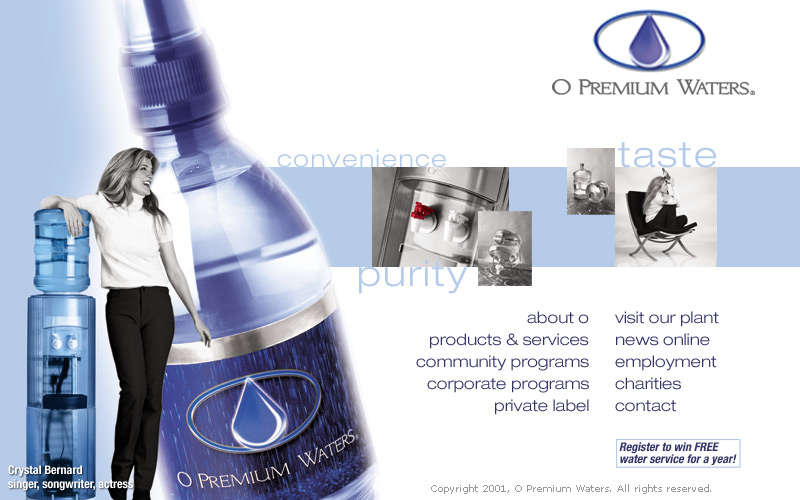 O PREMIUM WATERS
convenience
taste
purity
about o
products & services
community programs
corporate programs
private label
visit our plant
news online
employment
charities
contact
O PREMIUM WATERS
Register to win FREE
water service for a year!
Crystal Bernard
singer, songwriter, actress
Copyright 2001, O Premium Waters. All rights reserved.